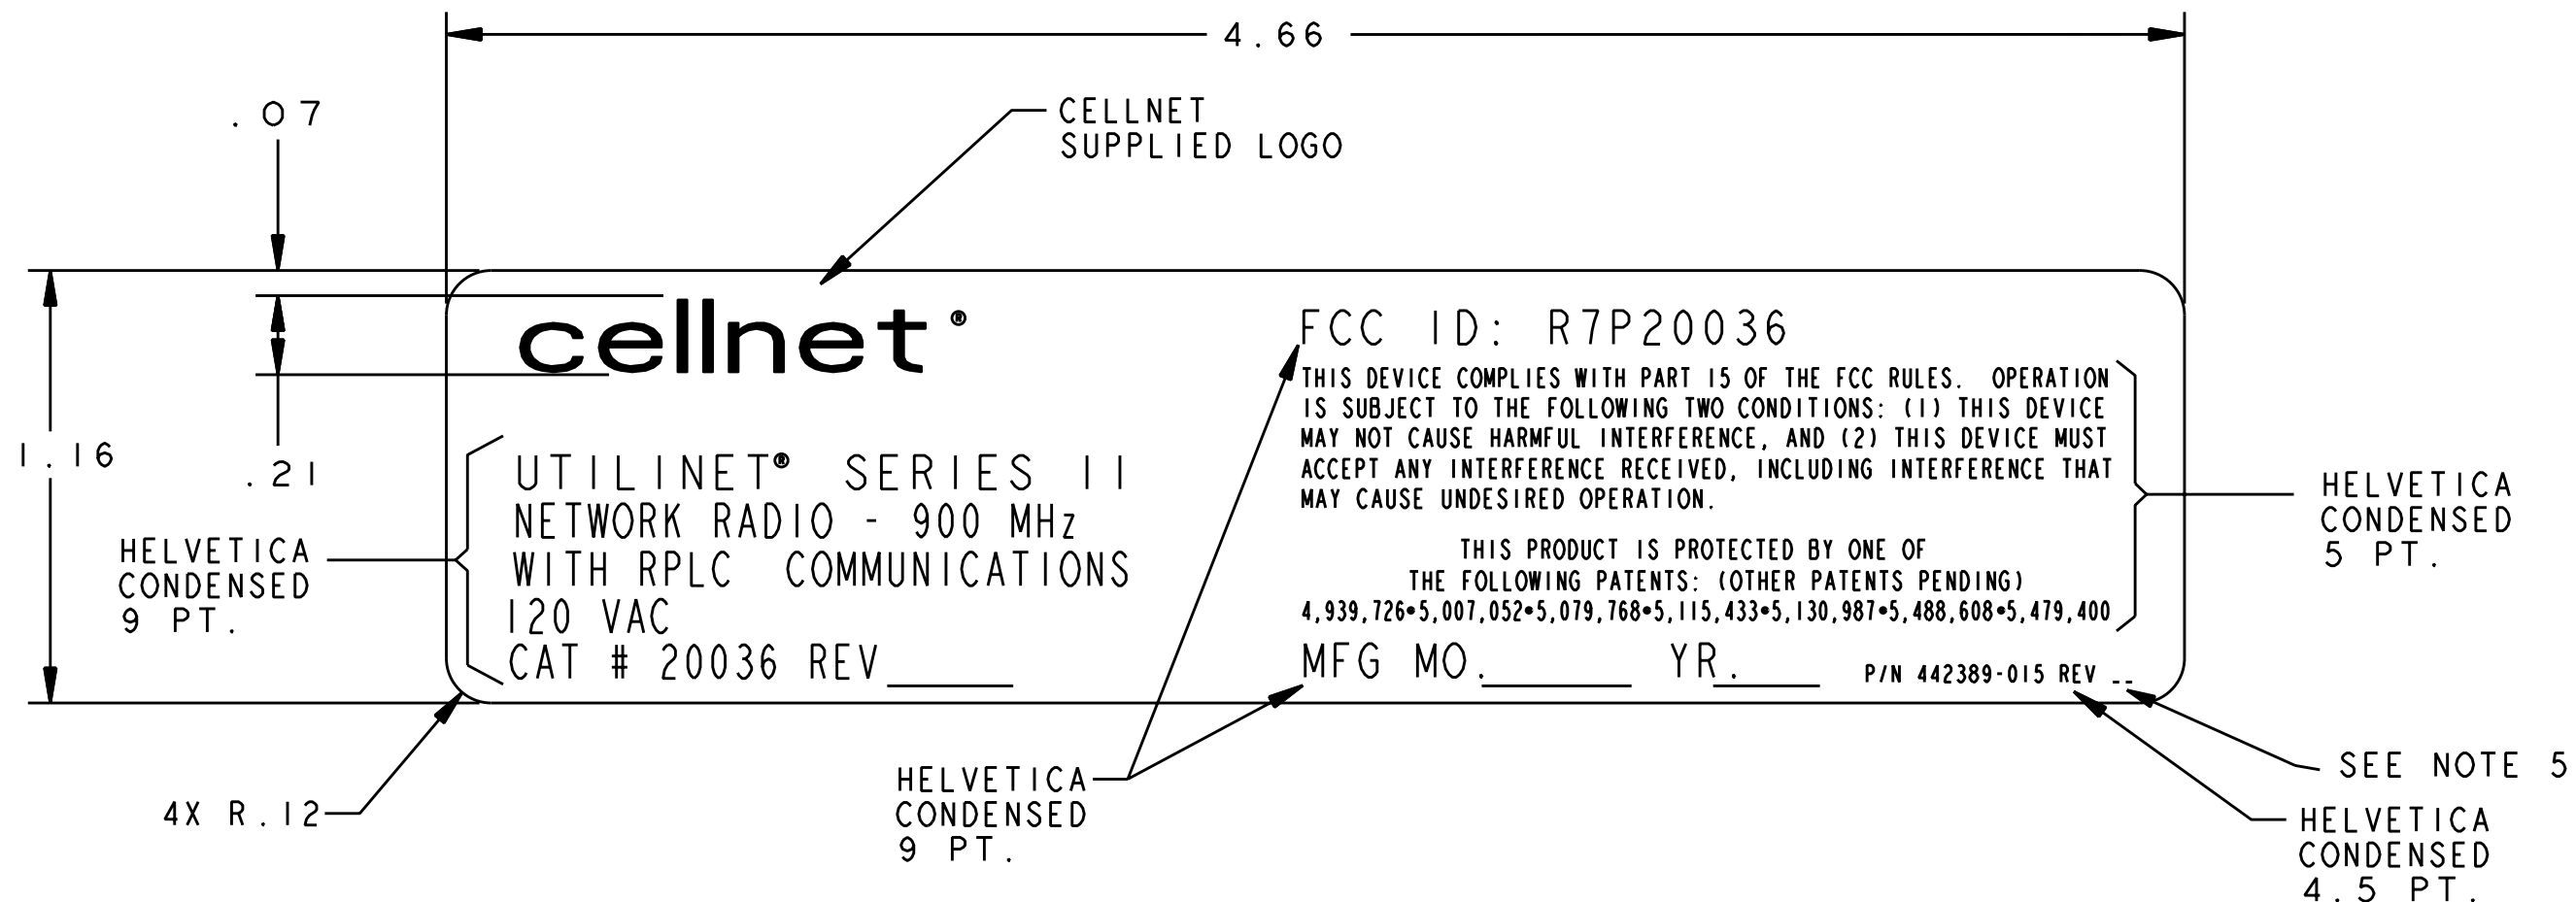 4.66
.07
CELLNET
SUPPLIED LOGO
cellnet®
1.16
.21
FCC ID: R7P20036
THIS DEVICE COMPLIES WITH PART 15 OF THE FCC RULES.  OPERATION
IS SUBJECT TO THE FOLLOWING TWO CONDITIONS: (1) THIS DEVICE
MAY NOT CAUSE HARMFUL INTERFERENCE, AND (2) THIS DEVICE MUST
ACCEPT ANY INTERFERENCE RECEIVED, INCLUDING INTERFERENCE THAT
MAY CAUSE UNDESIRED OPERATION.
UTILINET® SERIES II
NETWORK RADIO - 900 MHz
WITH RPLC  COMMUNICATIONS
120 VAC
CAT # 20036 REV_____
HELVETICA
CONDENSED
9 PT.
THIS PRODUCT IS PROTECTED BY ONE OF
THE FOLLOWING PATENTS: (OTHER PATENTS PENDING)
4,939,726•5,007,052•5,079,768•5,115,433•5,130,987•5,488,608•5,479,400
MFG MO.______ YR.____ P/N 442389-015 REV --
HELVETICA
CONDENSED
5 PT.
4X R.12
HELVETICA
CONDENSED
9 PT.
SEE NOTE 5
HELVETICA
CONDENSED
4.5 PT.